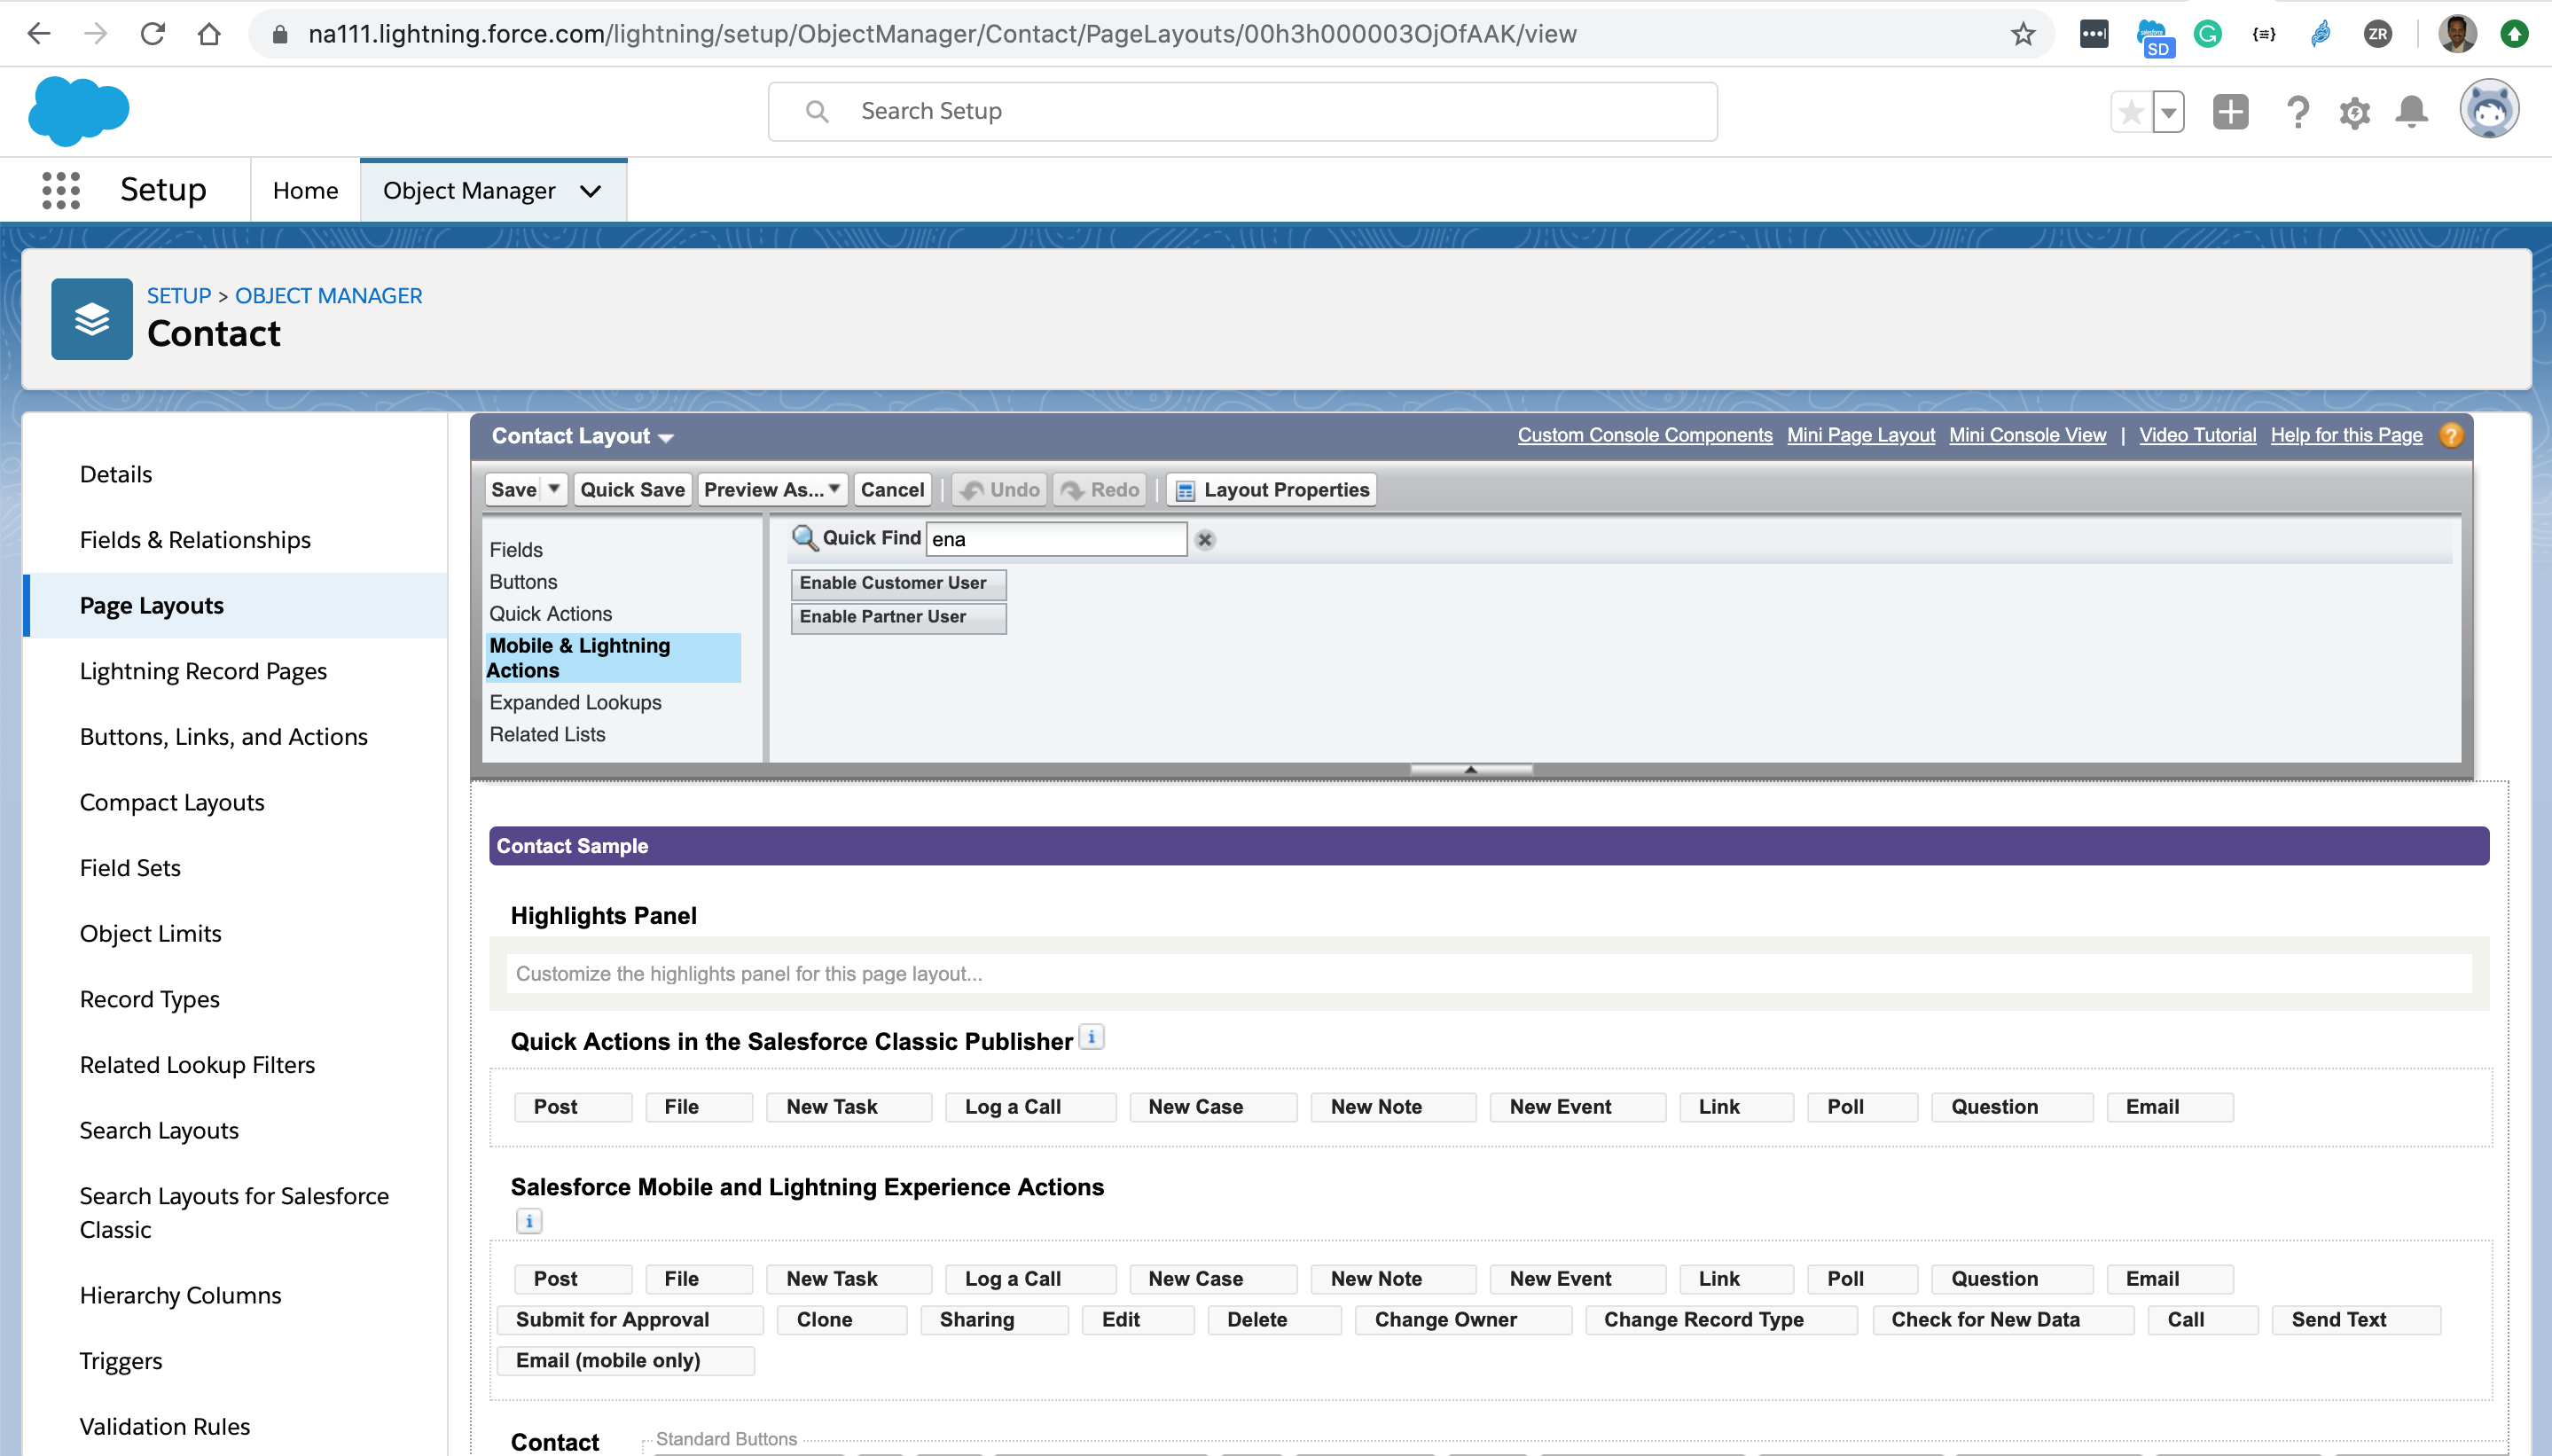 na111.lightning.force.com/lightning/setup/ObjectManager/Contact/PageLayouts/00h3h000003OjOfAAK/view
SD
G
ZR
Search Setup
Setup
Home
Object Manager
SETUP > OBJECT MANAGER
Contact
Details
Fields & Relationships
Page Layouts
Lightning Record Pages
Buttons, Links, and Actions
Compact Layouts
Field Sets
Object Limits
Record Types
Related Lookup Filters
Search Layouts
Search Layouts for Salesforce
Classic
Hierarchy Columns
Triggers
Validation Rules
Contact Layout
Custom Console Components Mini Page Layout Mini Console View | Video Tutorial Help for this Page ?
Save Quick Save Preview As... Cancel Undo Redo Layout Properties
Fields
Buttons
Quick Actions
Mobile & Lightning
Actions
Expanded Lookups
Related Lists
Quick Find ena
Enable Customer User
Enable Partner User
Contact Sample
Highlights Panel
Customize the highlights panel for this page layout...
Quick Actions in the Salesforce Classic Publisher i
Post File New Task Log a Call New Case New Note New Event Link Poll Question Email
Salesforce Mobile and Lightning Experience Actions
i
Post File New Task Log a Call New Case New Note New Event Link Poll Question Email
Submit for Approval Clone Sharing Edit Delete Change Owner Change Record Type Check for New Data Call Send Text
Email (mobile only)
Contact Standard Buttons